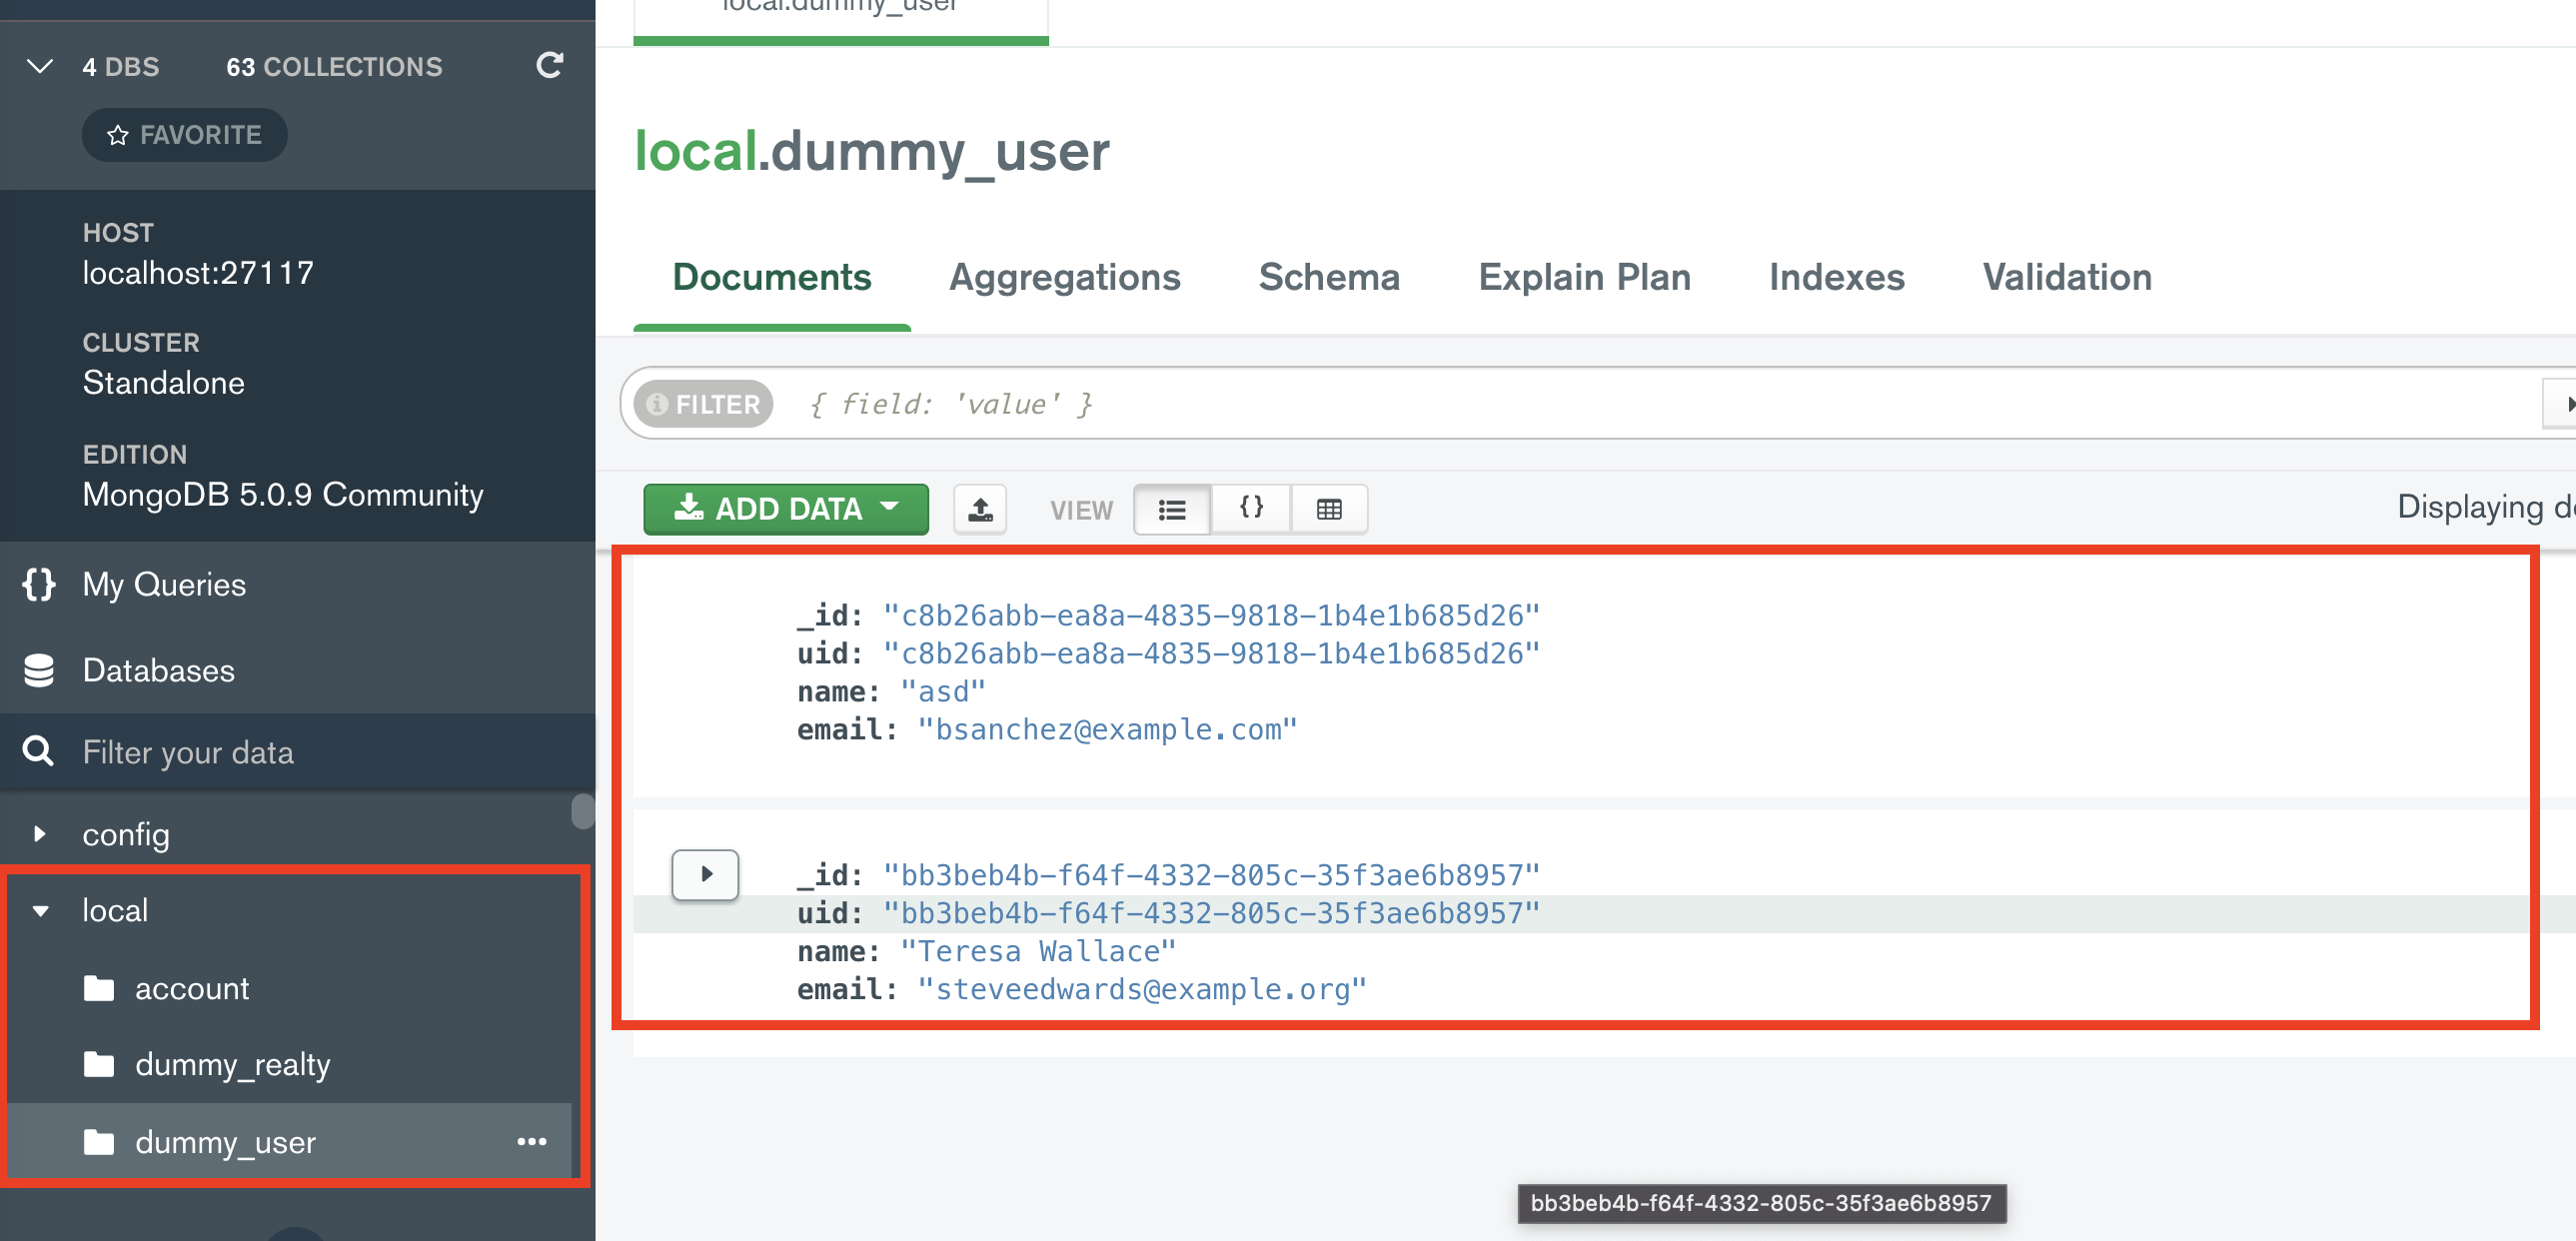 local.dummy_user
4 DBS 63 COLLECTIONS
FAVORITE
HOST
localhost:27117
CLUSTER
Standalone
EDITION
MongoDB 5.0.9 Community
My Queries
Databases
Filter your data
config
local
account
dummy_realty
dummy_user
local.dummy_user
Documents Aggregations Schema Explain Plan Indexes Validation
FILTER { field: 'value' }
ADD DATA VIEW {} Displaying
_id: "c8b26abb-ea8a-4835-9818-1b4e1b685d26"
uid: "c8b26abb-ea8a-4835-9818-1b4e1b685d26"
name: "asd"
email: "bsanchez@example.com"
_id: "bb3beb4b-f64f-4332-805c-35f3ae6b8957"
uid: "bb3beb4b-f64f-4332-805c-35f3ae6b8957"
name: "Teresa Wallace"
email: "steveedwards@example.org"
bb3beb4b-f64f-4332-805c-35f3ae6b8957